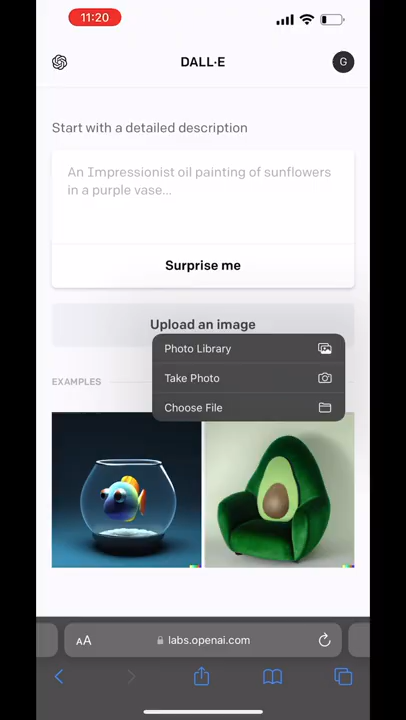 11:20
DALL·E
G
Start with a detailed description
An Impressionist oil painting of sunflowers
in a purple vase...
Surprise me
Upload an image
Photo Library
Take Photo
Choose File
EXAMPLES
AA
labs.openai.com